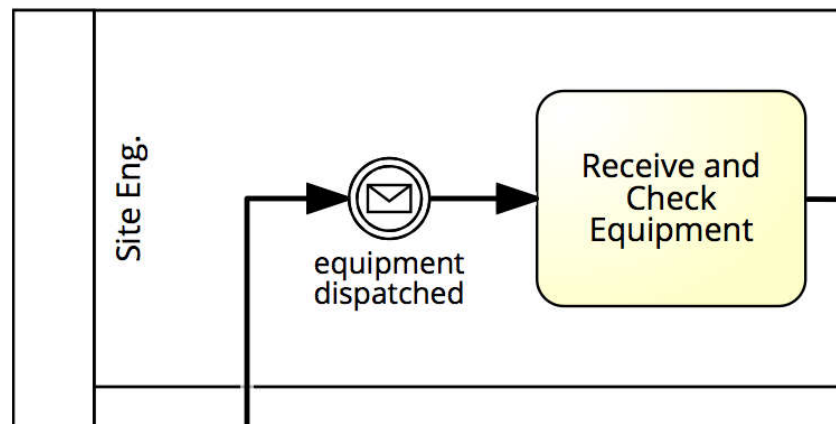 Site Eng.
equipment
dispatched
Receive and
Check
Equipment